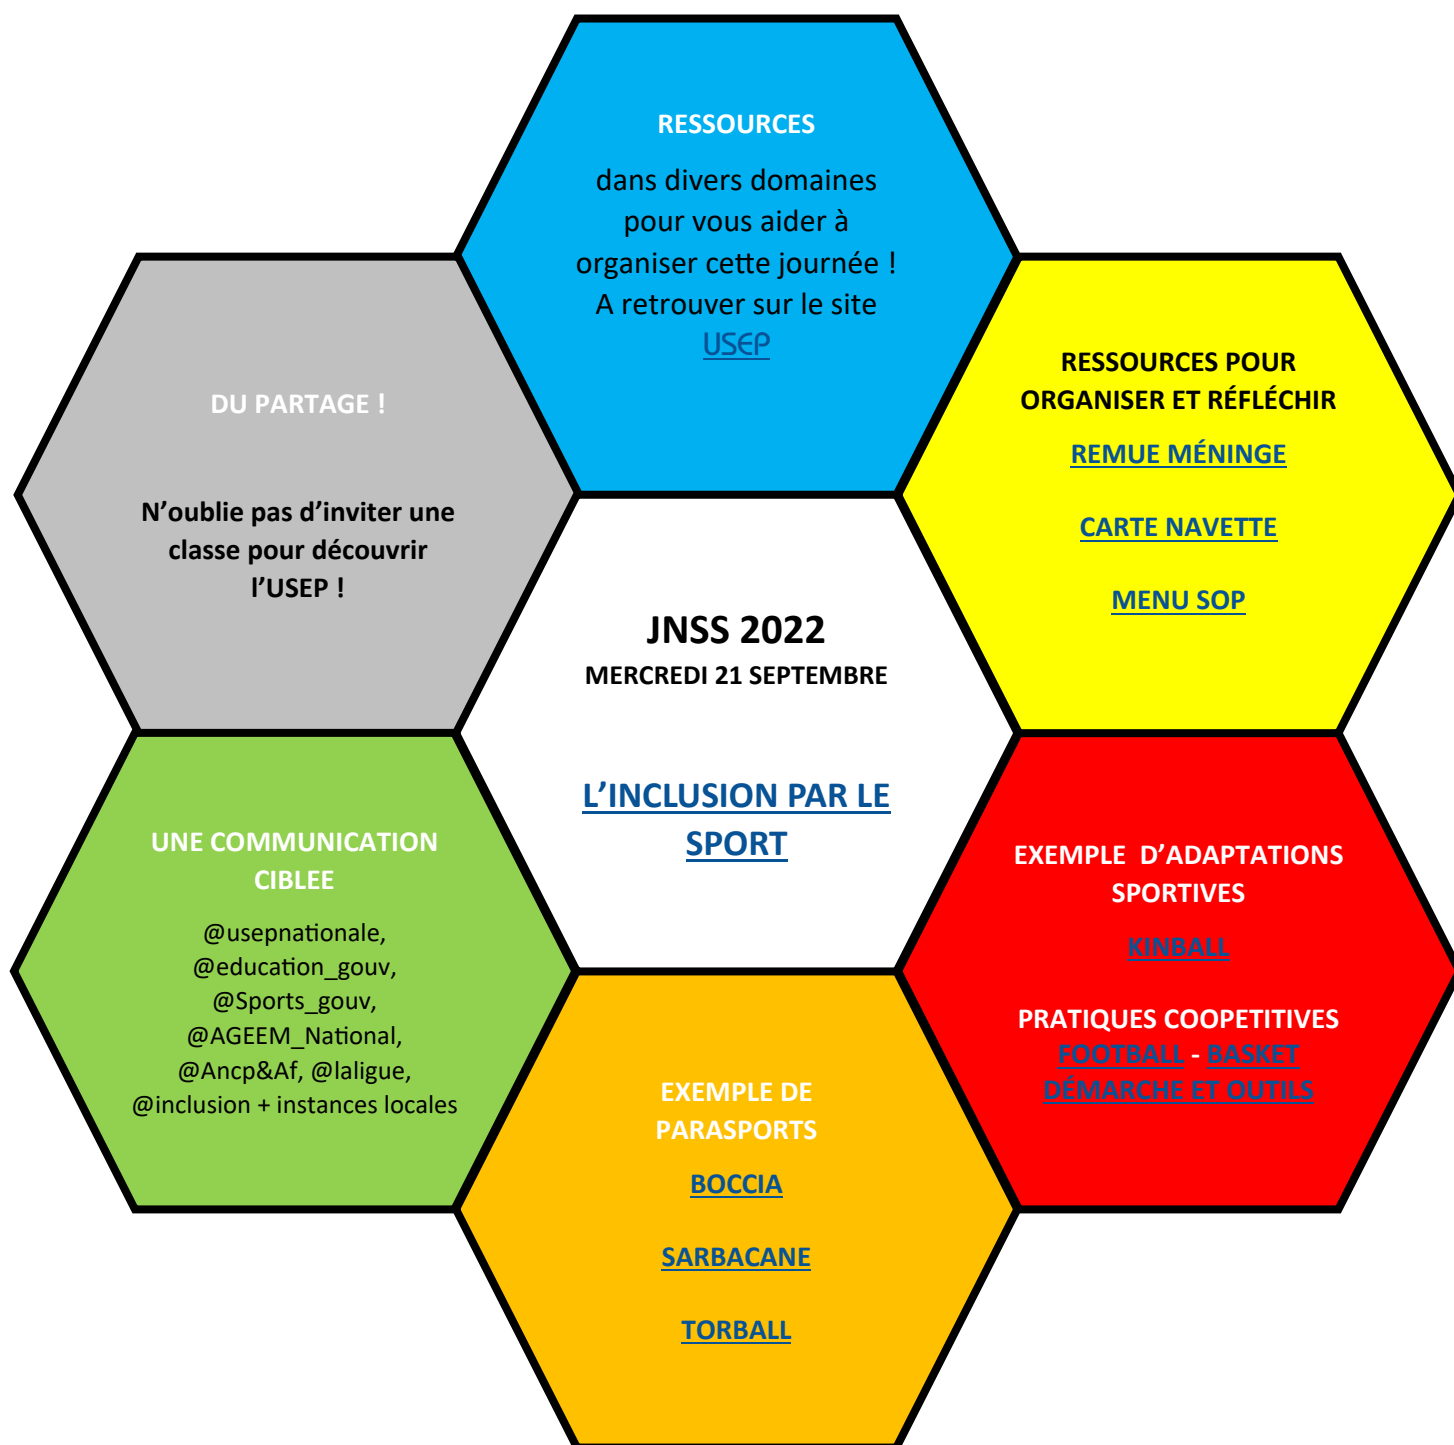 RESSOURCES
dans divers domaines
pour vous aider à
organiser cette journée !
A retrouver sur le site
USEP
RESSOURCES POUR
ORGANISER ET RÉFLÉCHIR
REMUE MÉNINGE
CARTE NAVETTE
MENU SOP
DU PARTAGE !
N’oublie pas d’inviter une
classe pour découvrir
l’USEP !
JNSS 2022
MERCREDI 21 SEPTEMBRE
L’INCLUSION PAR LE
SPORT
UNE COMMUNICATION
CIBLEE
@usepnationale,
@education_gouv,
@Sports_gouv,
@AGEEM_National,
@Ancp&Af, @laligue,
@inclusion + instances locales
EXEMPLE  D’ADAPTATIONS
SPORTIVES
KINBALL
PRATIQUES COOPETITIVES
FOOTBALL - BASKET
DÉMARCHE ET OUTILS
EXEMPLE DE
PARASPORTS
BOCCIA
SARBACANE
TORBALL